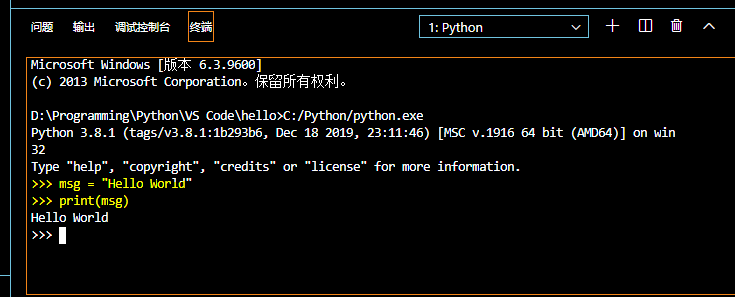 问题 输出 调试控制台 终端 1: Python
Microsoft Windows [版本 6.3.9600]
(c) 2013 Microsoft Corporation。保留所有权利。
D:\Programming\Python\VS Code\hello>C:/Python/python.exe
Python 3.8.1 (tags/v3.8.1:1b293b6, Dec 18 2019, 23:11:46) [MSC v.1916 64 bit (AMD64)] on win
32
Type "help", "copyright", "credits" or "license" for more information.
>>> msg = "Hello World"
>>> print(msg)
Hello World
>>>